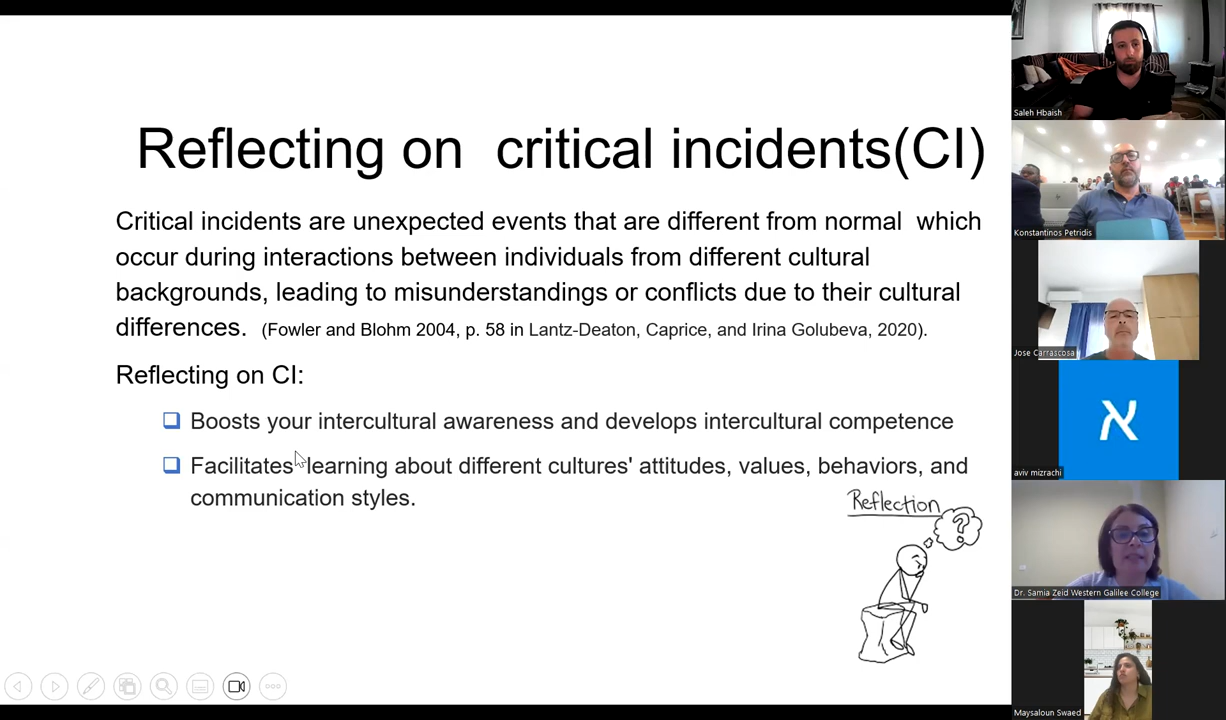 Reflecting on critical incidents(CI)
Critical incidents are unexpected events that are different from normal which
occur during interactions between individuals from different cultural
backgrounds, leading to misunderstandings or conflicts due to their cultural
differences. (Fowler and Blohm 2004, p. 58 in Lantz-Deaton, Caprice, and Irina Golubeva, 2020).
Reflecting on CI:
Boosts your intercultural awareness and develops intercultural competence
Facilitates learning about different cultures' attitudes, values, behaviors, and
communication styles.
Reflection
?
Saleh Hbaish
Konstantinos Petridis
Jose Carrascosa
א
aviv mizrachi
Dr. Samia Zeid Western Galilee College
Maysaloun Swaed